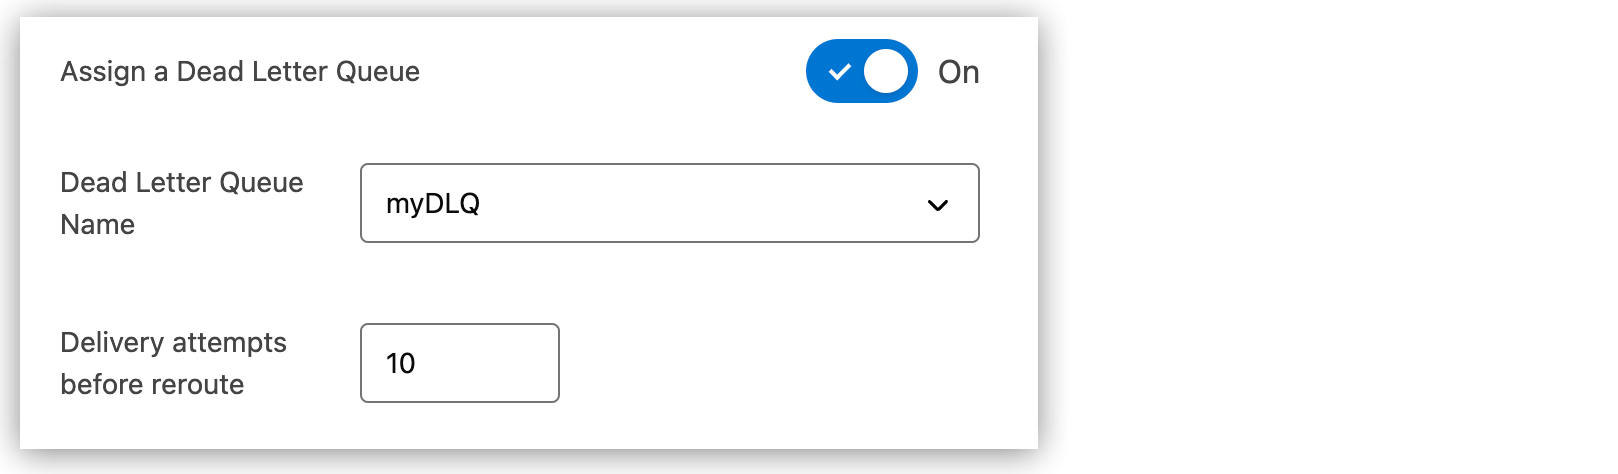 Assign a Dead Letter Queue
On
Dead Letter Queue
Name
myDLQ
Delivery attempts
before reroute
10